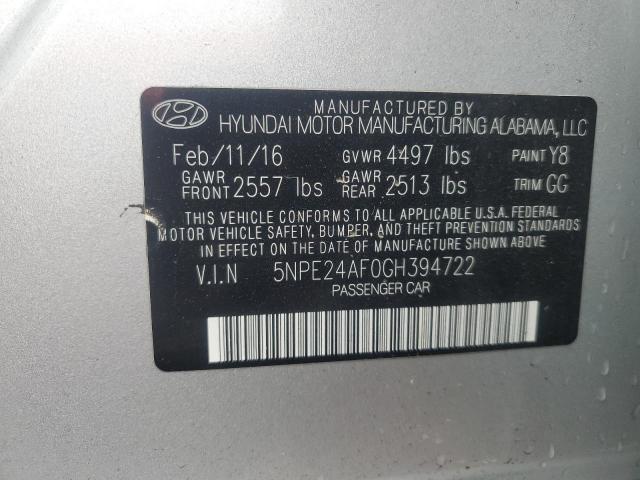 MANUFACTURED BY
HYUNDAI MOTOR MANUFACTURING ALABAMA, LLC
Feb/11/16 GVWR 4497 lbs PAINT Y8
GAWR FRONT 2557 lbs GAWR REAR 2513 lbs TRIM GG
THIS VEHICLE CONFORMS TO ALL APPLICABLE U.S.A. FEDERAL
MOTOR VEHICLE SAFETY, BUMPER, AND THEFT PREVENTION STANDARDS
IN EFFECT ON THE DATE OF MANUFACTURE SHOWN ABOVE.
V.I.N 5NPE24AF0GH394722
PASSENGER CAR